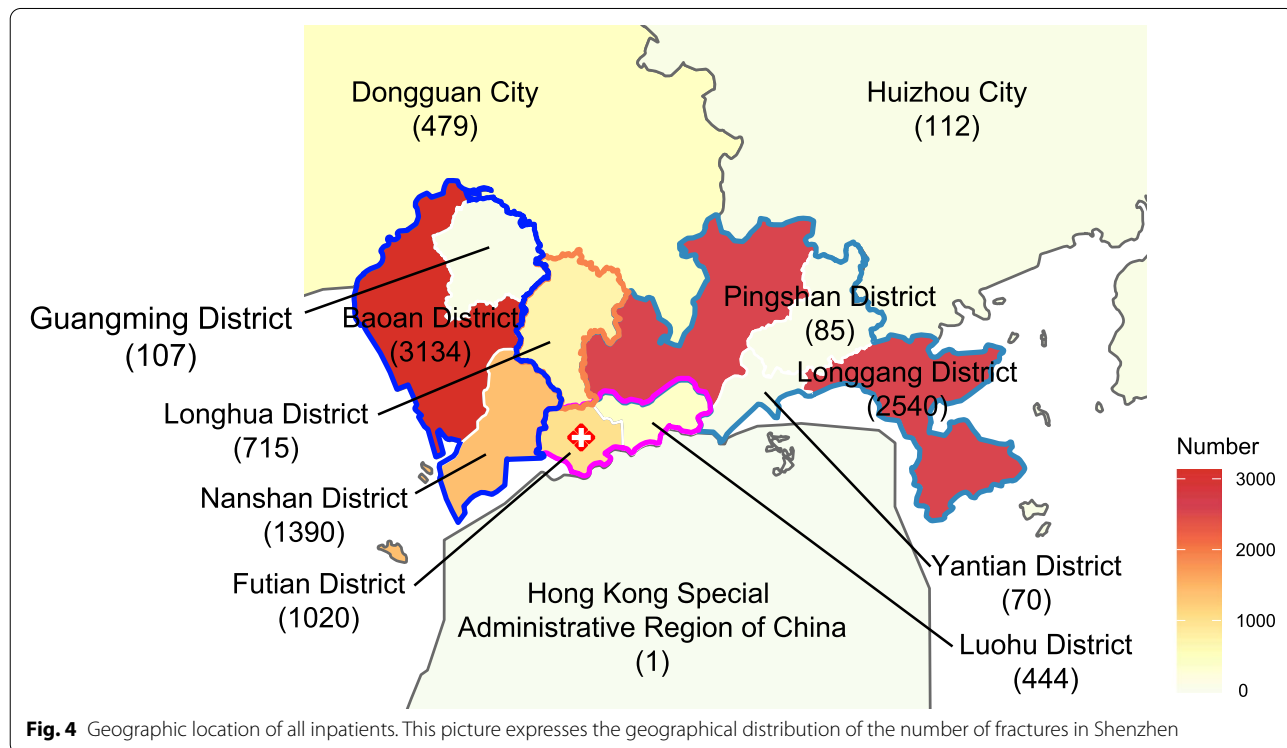 Dongguan City
(479)
Huizhou City
(112)
Guangming District
(107)
Baoan District
(3134)
Pingshan District
(85)
Longgang District
(2540)
Longhua District
(715)
Nanshan District
(1390)
Futian District
(1020)
Hong Kong Special
Administrative Region of China
(1)
Yantian District
(70)
Luohu District
(444)
Number
3000
2000
1000
0
Fig. 4 Geographic location of all inpatients. This picture expresses the geographical distribution of the number of fractures in Shenzhen